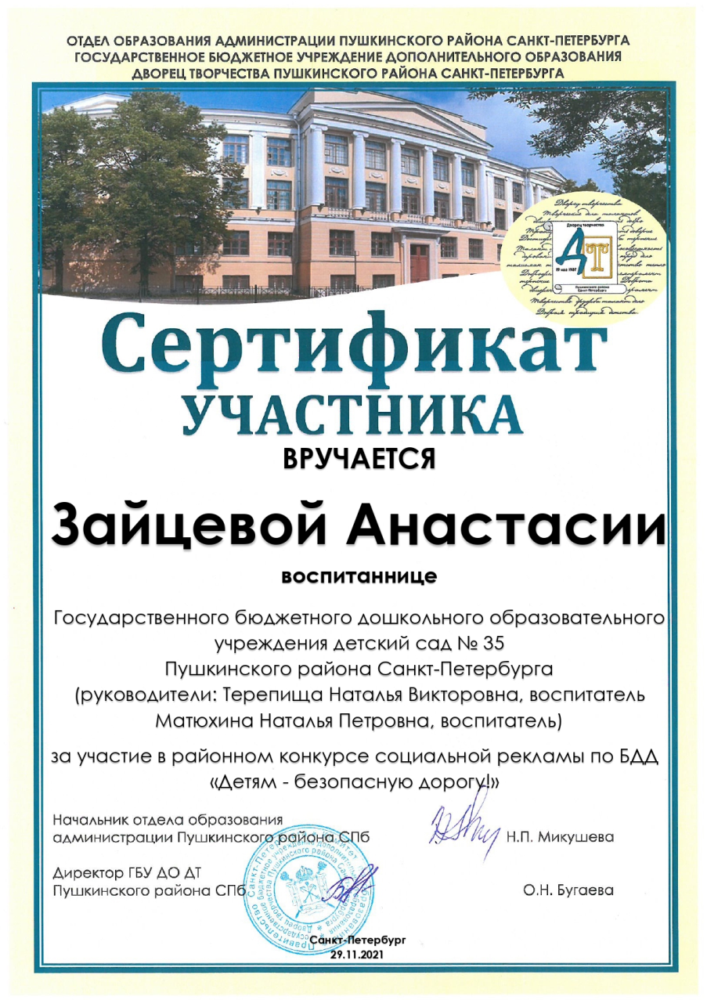 ОТДЕЛ ОБРАЗОВАНИЯ АДМИНИСТРАЦИИ ПУШКИНСКОГО РАЙОНА САНКТ-ПЕТЕРБУРГА
ГОСУДАРСТВЕННОЕ БЮДЖЕТНОЕ УЧРЕЖДЕНИЕ ДОПОЛНИТЕЛЬНОГО ОБРАЗОВАНИЯ
ДВОРЕЦ ТВОРЧЕСТВА ПУШКИНСКОГО РАЙОНА САНКТ-ПЕТЕРБУРГА
Дворец творчества
ДТ
Пушкинского района
Санкт-Петербурга
Сертификат
УЧАСТНИКА
ВРУЧАЕТСЯ
Зайцевой Анастасии
воспитаннице
Государственного бюджетного дошкольного образовательного
учреждения детский сад № 35
Пушкинского района Санкт-Петербурга
(руководители: Терепища Наталья Викторовна, воспитатель
Матюхина Наталья Петровна, воспитатель)
за участие в районном конкурсе социальной рекламы по БДД
«Детям - безопасную дорогу!»
Начальник отдела образования
администрации Пушкинского района СПб Н.П. Микушева
Директор ГБУ ДО ДТ
Пушкинского района СПб О.Н. Бугаева
Санкт-Петербург
29.11.2021